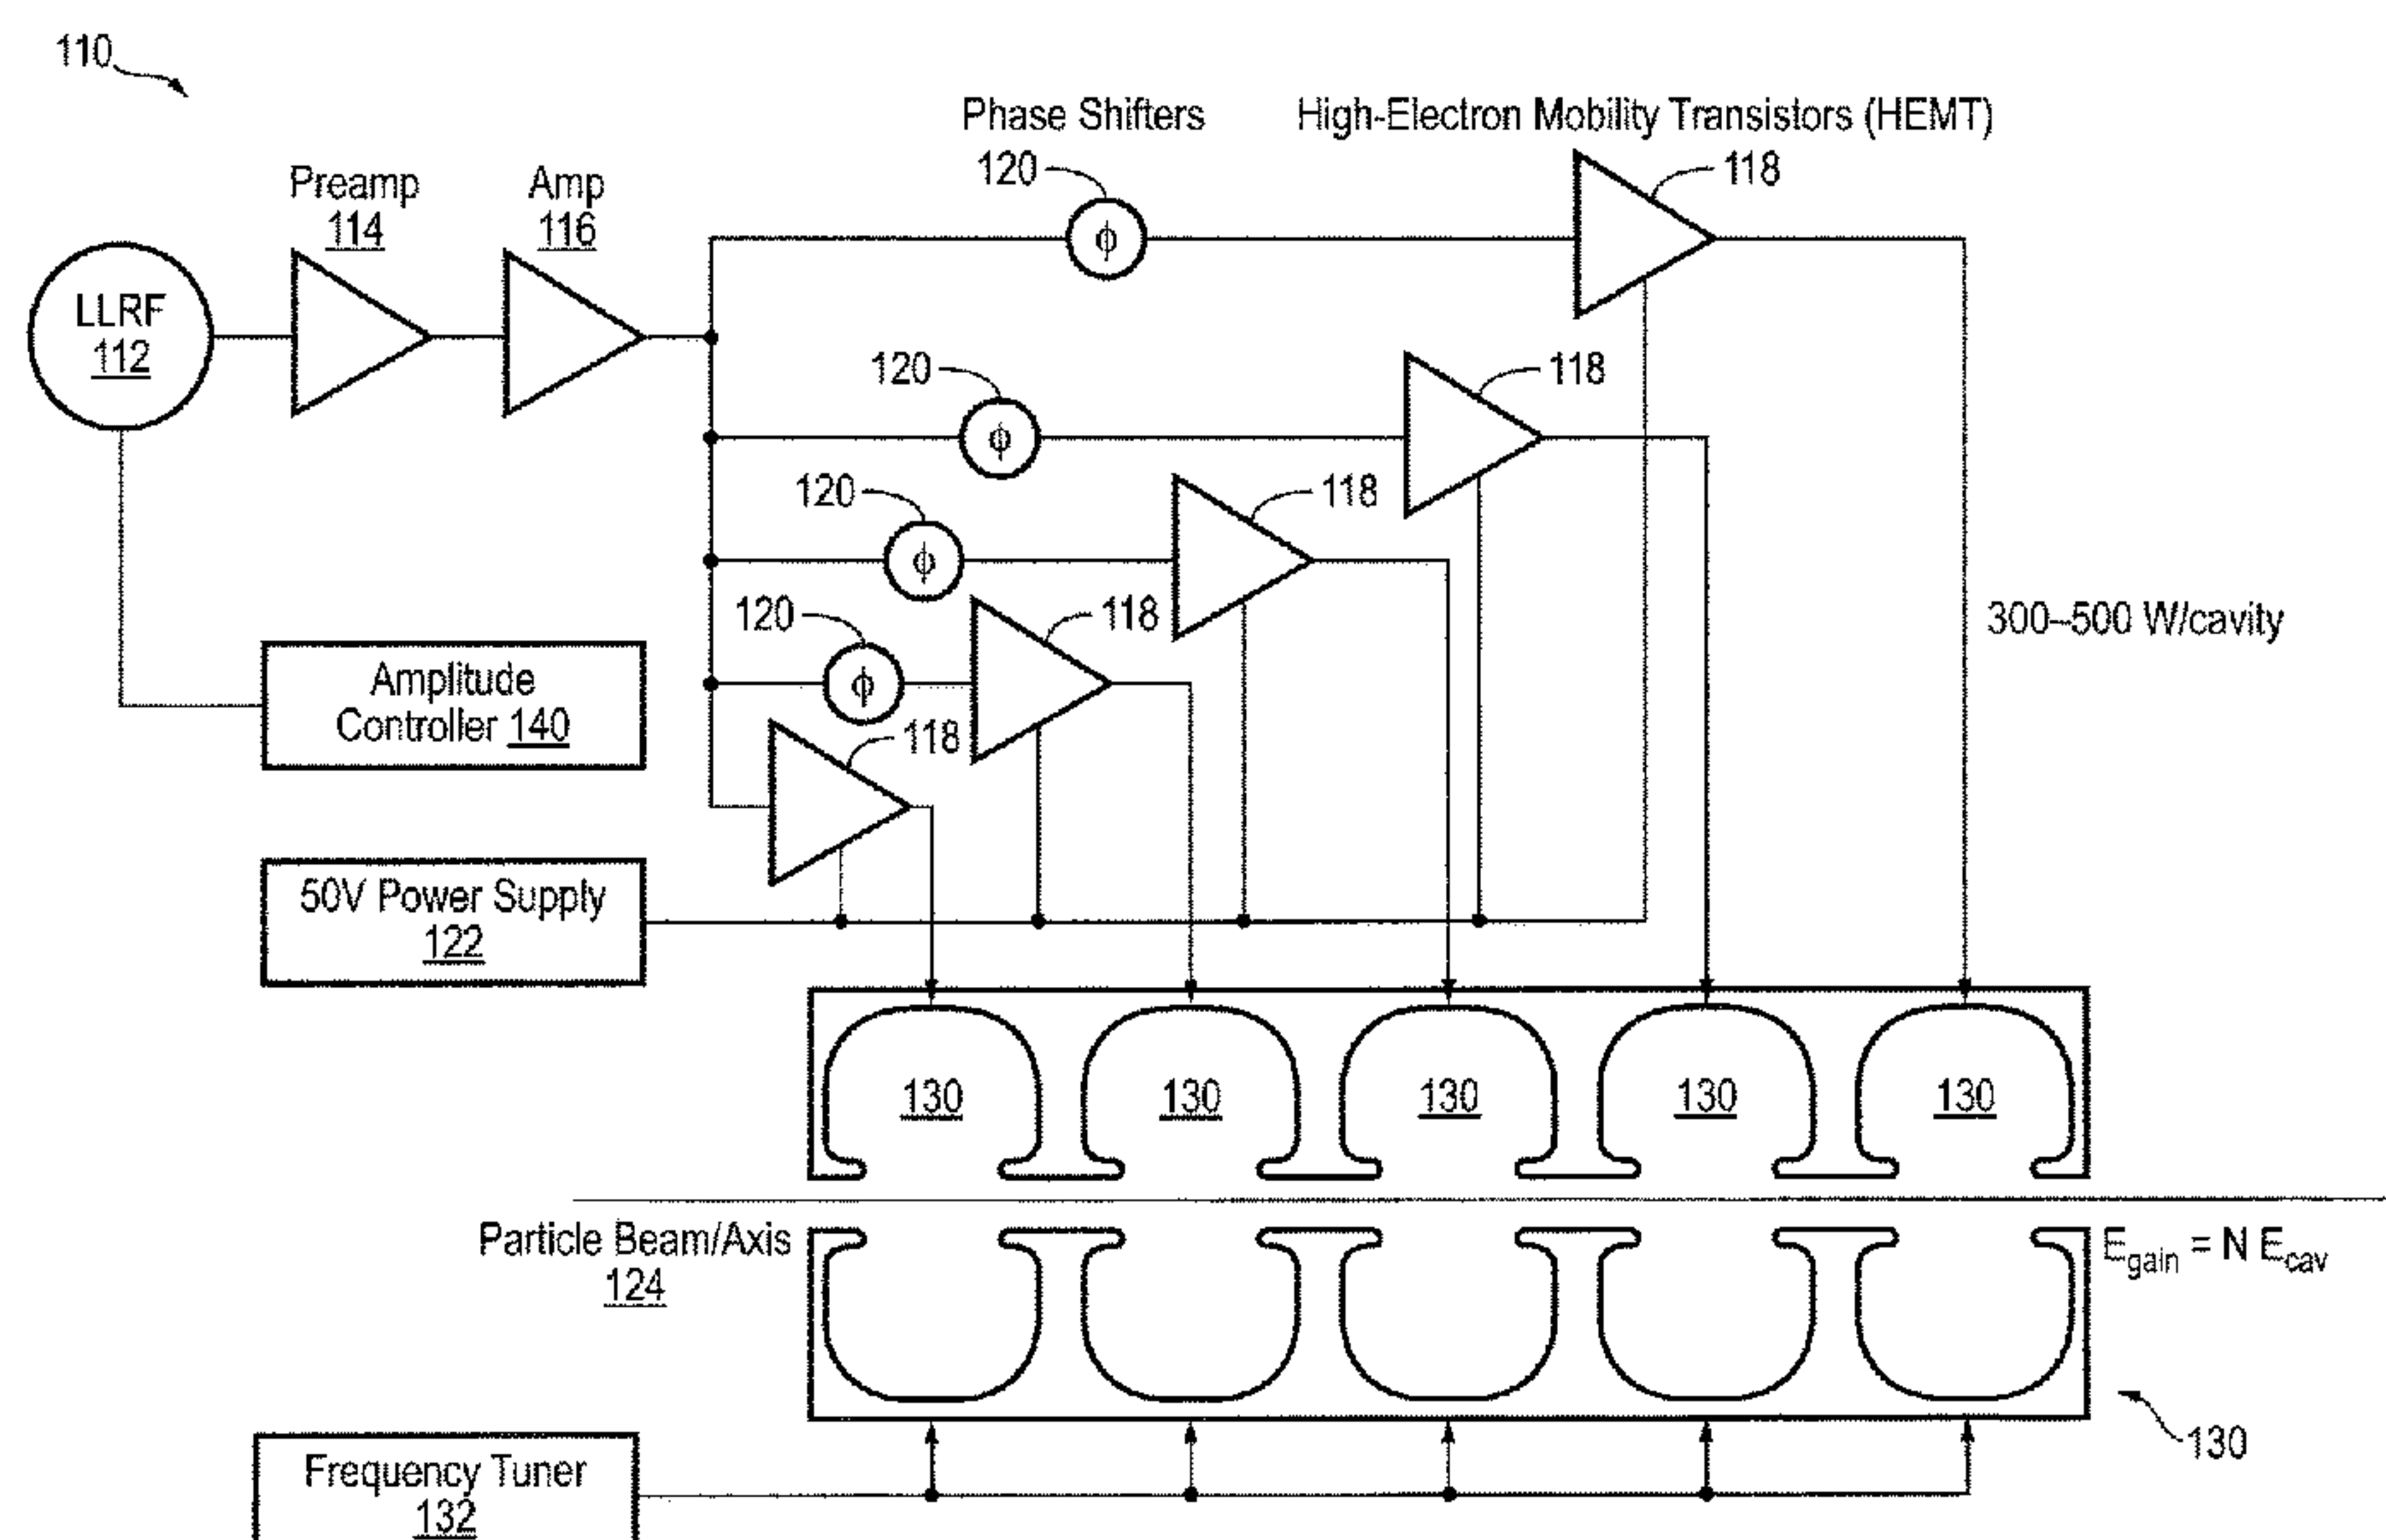 110
Phase Shifters
High-Electron Mobility Transistors (HEMT)
120
118
Preamp
114
Amp
116
ϕ
LLRF
112
120
118
ϕ
120
118
ϕ
300–500 W/cavity
120
118
ϕ
Amplitude
Controller 140
118
50V Power Supply
122
130
130
130
130
130
Particle Beam/Axis
124
E_gain = N E_cav
130
Frequency Tuner
132